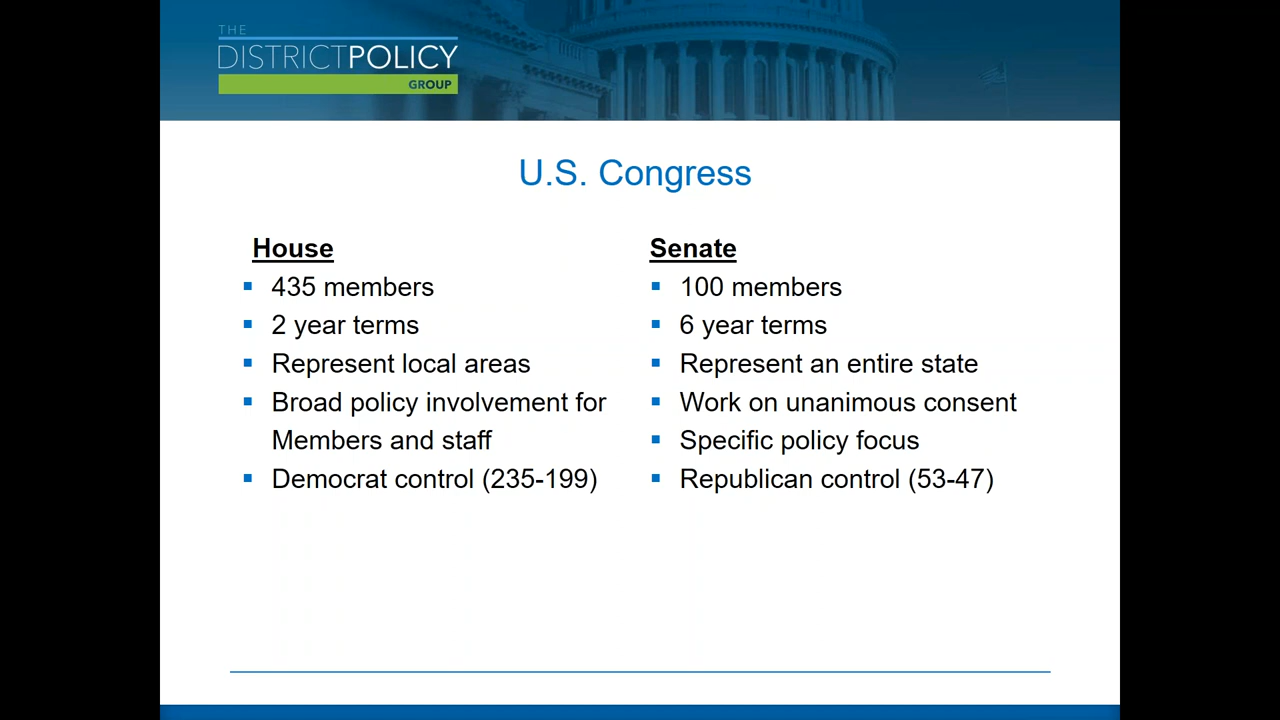 THE
DISTRICTPOLICY
GROUP
U.S. Congress
House
435 members
2 year terms
Represent local areas
Broad policy involvement for
Members and staff
Democrat control (235-199)
Senate
100 members
6 year terms
Represent an entire state
Work on unanimous consent
Specific policy focus
Republican control (53-47)